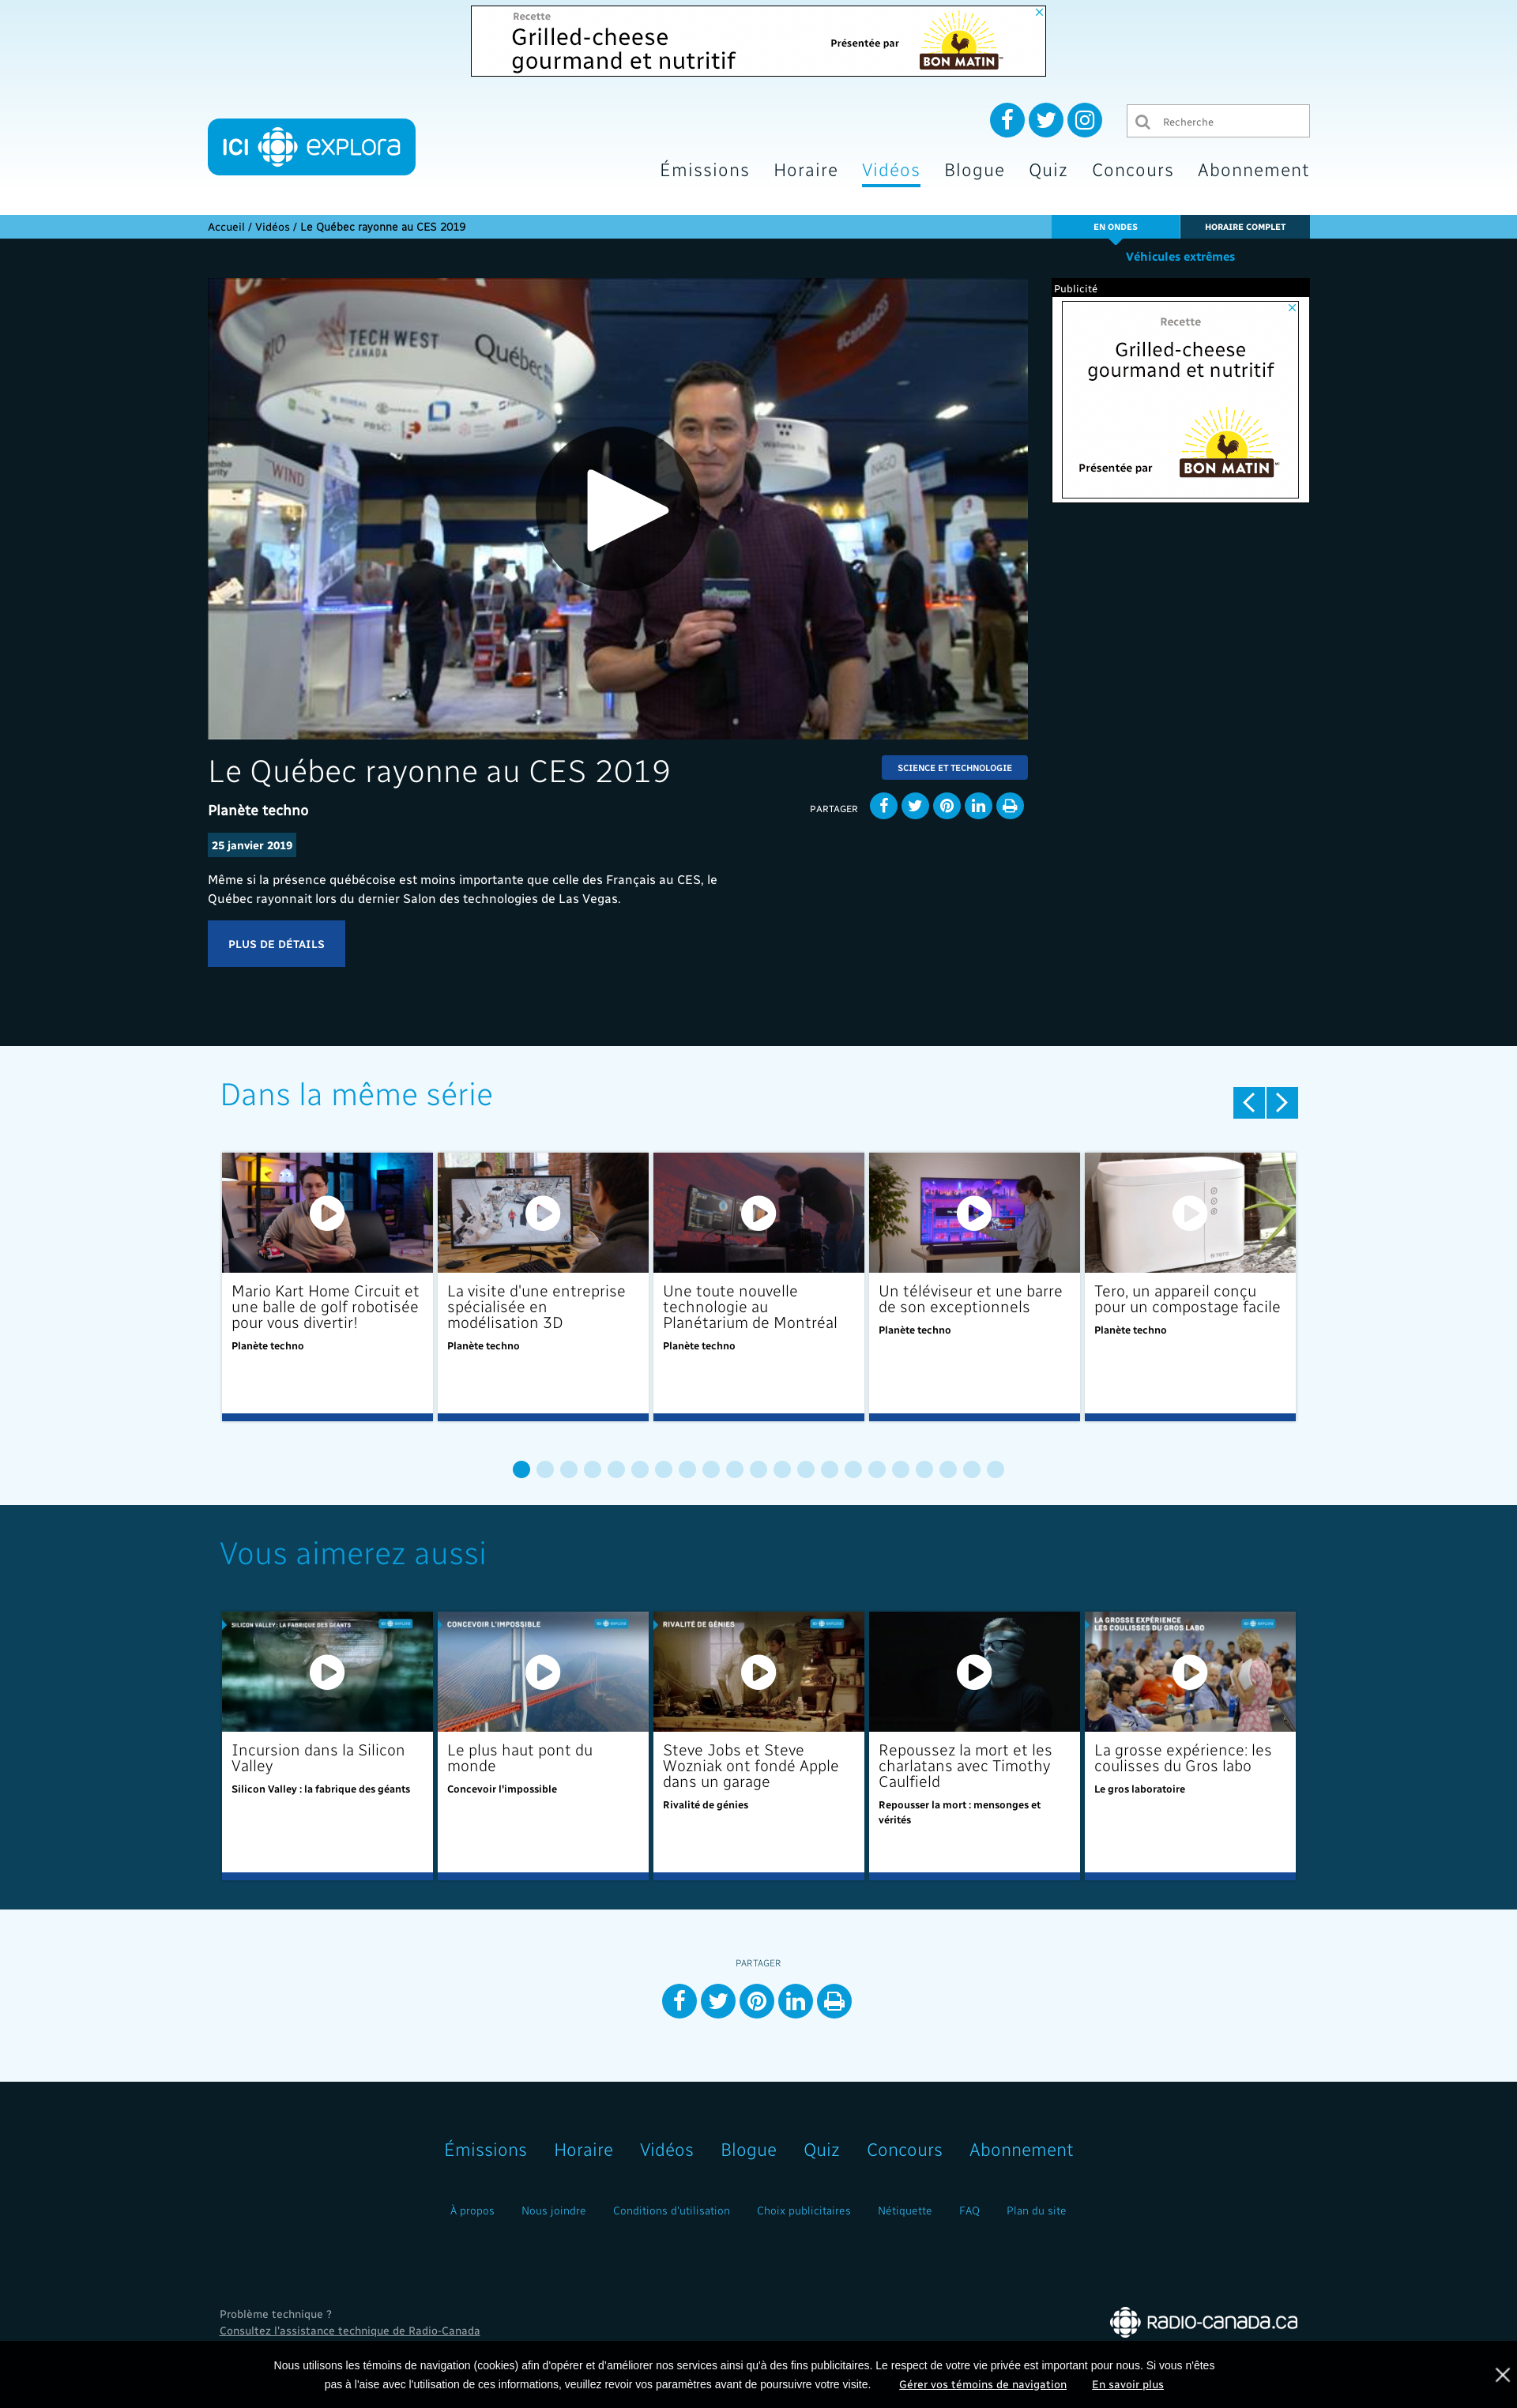 Recette
Grilled-cheese
gourmand et nutritif
Présentée par
BON MATIN
ICI explora
Recherche
Émissions Horaire Vidéos Blogue Quiz Concours Abonnement
Accueil / Vidéos / Le Québec rayonne au CES 2019
EN ONDES
HORAIRE COMPLET
Véhicules extrêmes
Publicité
Recette
Grilled-cheese
gourmand et nutritif
Présentée par
BON MATIN
TECH WEST
CANADA
Québec
#CanadaCES
WIND
Le Québec rayonne au CES 2019
SCIENCE ET TECHNOLOGIE
Planète techno
PARTAGER
25 janvier 2019
Même si la présence québécoise est moins importante que celle des Français au CES, le
Québec rayonnait lors du dernier Salon des technologies de Las Vegas.
PLUS DE DÉTAILS
Dans la même série
Mario Kart Home Circuit et
une balle de golf robotisée
pour vous divertir!
Planète techno
La visite d'une entreprise
spécialisée en
modélisation 3D
Planète techno
Une toute nouvelle
technologie au
Planétarium de Montréal
Planète techno
Un téléviseur et une barre
de son exceptionnels
Planète techno
Tero, un appareil conçu
pour un compostage facile
Planète techno
Vous aimerez aussi
SILICON VALLEY : LA FABRIQUE DES GÉANTS
Incursion dans la Silicon
Valley
Silicon Valley : la fabrique des géants
CONCEVOIR L'IMPOSSIBLE
Le plus haut pont du
monde
Concevoir l'impossible
RIVALITÉ DE GÉNIES
Steve Jobs et Steve
Wozniak ont fondé Apple
dans un garage
Rivalité de génies
Repoussez la mort et les
charlatans avec Timothy
Caulfield
Repousser la mort : mensonges et
vérités
LA GROSSE EXPÉRIENCE
LES COULISSES DU GROS LABO
La grosse expérience: les
coulisses du Gros labo
Le gros laboratoire
PARTAGER
Émissions Horaire Vidéos Blogue Quiz Concours Abonnement
À propos Nous joindre Conditions d'utilisation Choix publicitaires Nétiquette FAQ Plan du site
Problème technique ?
Consultez l'assistance technique de Radio-Canada
RADIO-CANADA.CA
Nous utilisons les témoins de navigation (cookies) afin d'opérer et d'améliorer nos services ainsi qu'à des fins publicitaires. Le respect de votre vie privée est important pour nous. Si vous n'êtes
pas à l'aise avec l'utilisation de ces informations, veuillez revoir vos paramètres avant de poursuivre votre visite. Gérer vos témoins de navigation En savoir plus